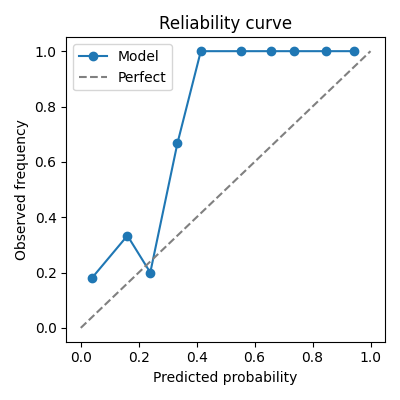 Reliability curve
Model
Perfect
Observed frequency
1.0
0.8
0.6
0.4
0.2
0.0
0.0 0.2 0.4 0.6 0.8 1.0
Predicted probability